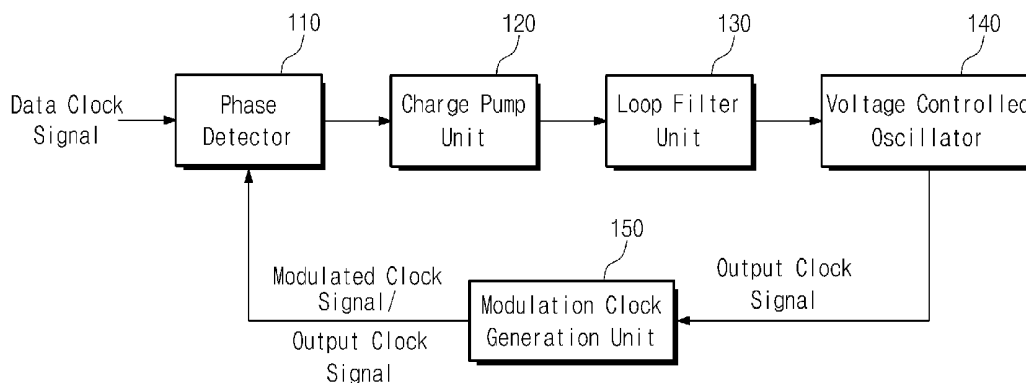 110
120
130
140
Data Clock
Signal
Phase
Detector
Charge Pump
Unit
Loop Filter
Unit
Voltage Controlled
Oscillator
150
Modulated Clock
Signal/
Output Clock
Signal
Modulation Clock
Generation Unit
Output Clock
Signal